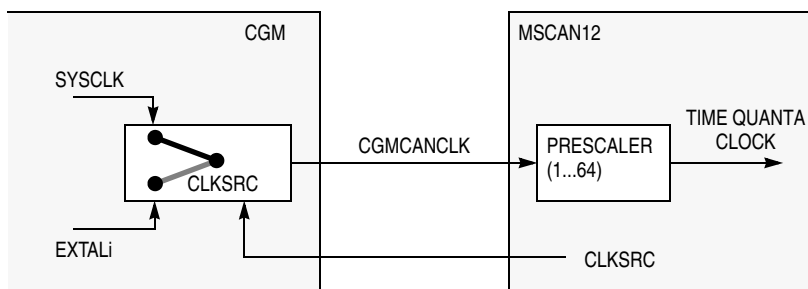 CGM
MSCAN12
SYSCLK
CLKSRC
EXTALi
CGMCANCLK
PRESCALER
(1...64)
TIME QUANTA
CLOCK
CLKSRC